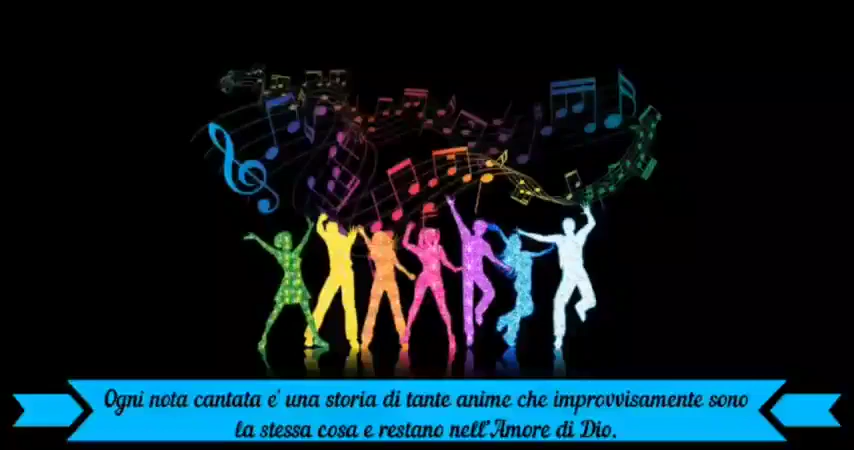 Ogni nota cantata e' una storia di tante anime che improvvisamente sono
la stessa cosa e restano nell'Amore di Dio.